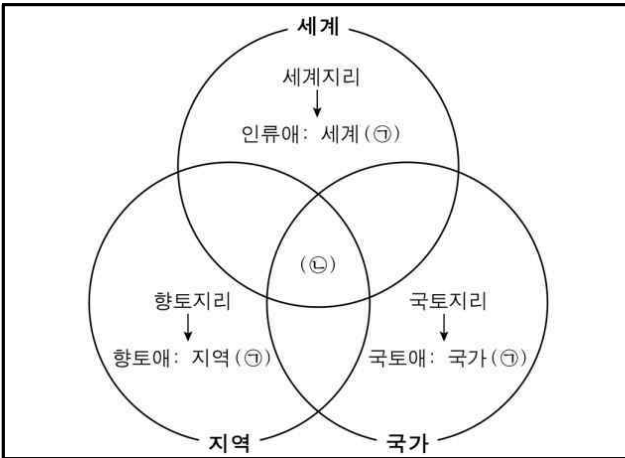 세계
세계지리
인류애: 세계(㉠)
(㉡)
향토지리
국토지리
향토애: 지역(㉠)
국토애: 국가(㉠)
지역
국가